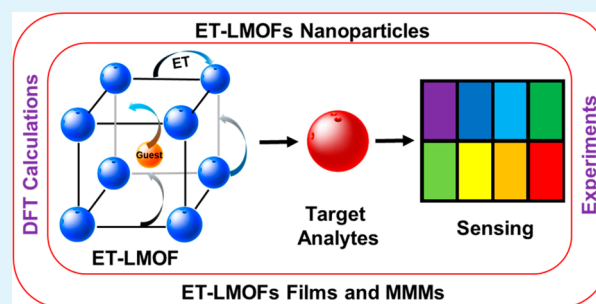 ET-LMOFs Nanoparticles
DFT Calculations
ET
Guest
ET-LMOF
Target
Analytes
Sensing
Experiments
ET-LMOFs Films and MMMs